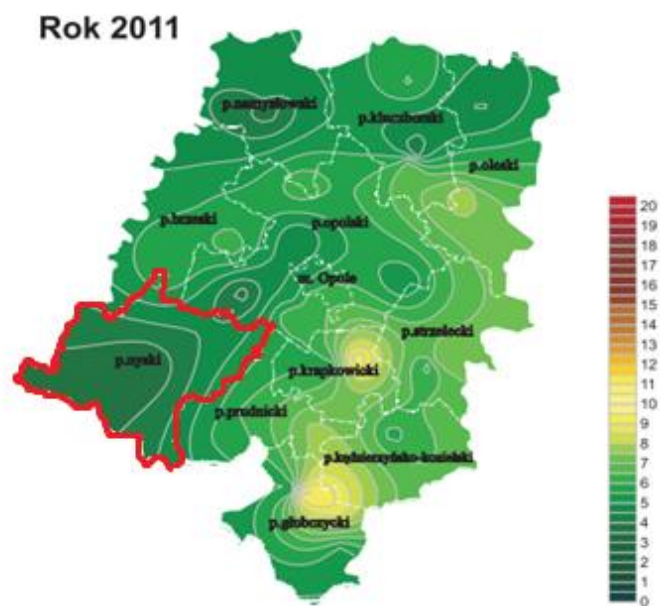 Rok 2011
p.namysłowski
p.kluczborski
p.oleski
p.brzeski
p.opolski
m. Opole
p.nyski
p.strzelecki
p.krapkowicki
p.prudnicki
p.kędzierzyńsko-kozielski
p.głubczycki
20
19
18
17
16
15
14
13
12
11
10
9
8
7
6
5
4
3
2
1
0